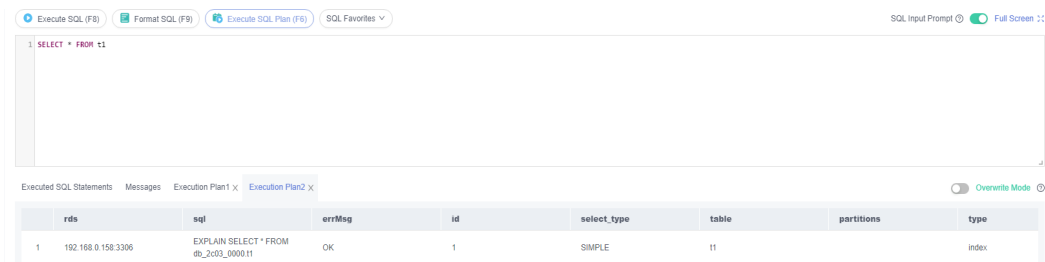 Execute SQL (F8) Format SQL (F9) Execute SQL Plan (F6) SQL Favorites SQL Input Prompt Full Screen
1 SELECT * FROM t1
Executed SQL Statements Messages Execution Plan1 X Execution Plan2 X Overwrite Mode
rds sql errMsg id select_type table partitions type
1 192.168.0.158:3306 EXPLAIN SELECT * FROM OK 1 SIMPLE t1 index
db_2c03_0000.t1